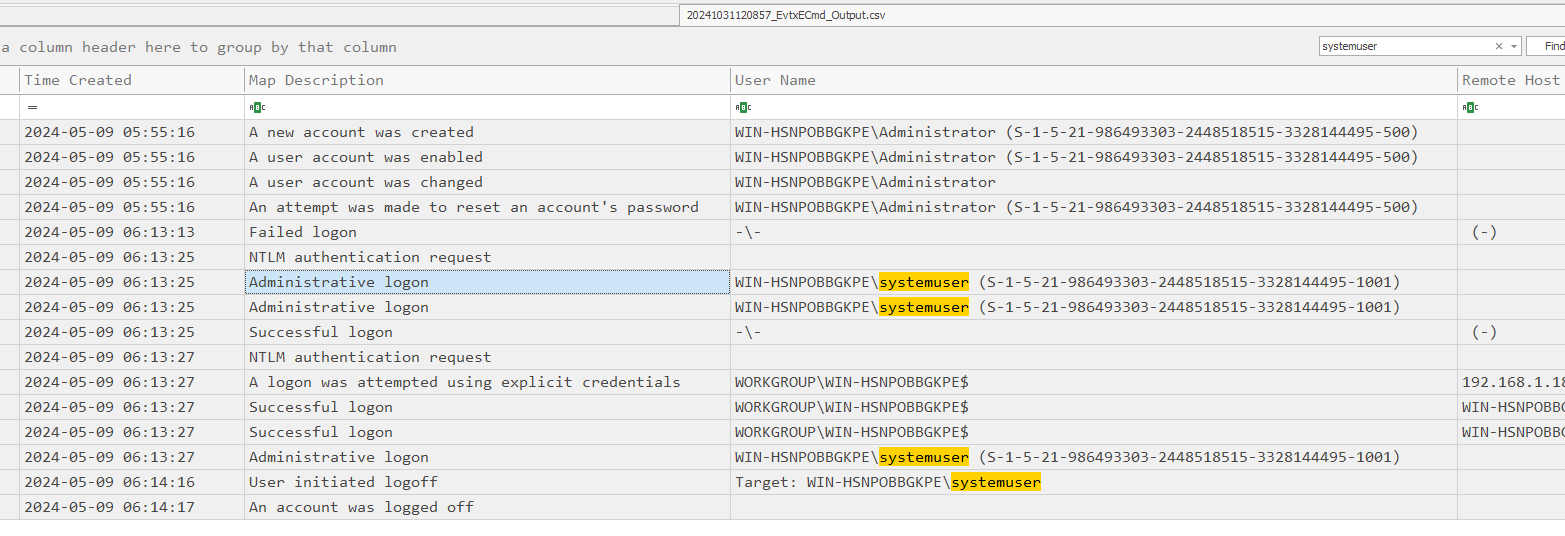 20241031120857_EvtxECmd_Output.csv
a column header here to group by that column
systemuser Find
Time Created Map Description User Name Remote Host
=
2024-05-09 05:55:16 A new account was created WIN-HSNPOBBGKPE\Administrator (S-1-5-21-986493303-2448518515-3328144495-500)
2024-05-09 05:55:16 A user account was enabled WIN-HSNPOBBGKPE\Administrator (S-1-5-21-986493303-2448518515-3328144495-500)
2024-05-09 05:55:16 A user account was changed WIN-HSNPOBBGKPE\Administrator
2024-05-09 05:55:16 An attempt was made to reset an account's password WIN-HSNPOBBGKPE\Administrator (S-1-5-21-986493303-2448518515-3328144495-500)
2024-05-09 06:13:13 Failed logon -\- (-)
2024-05-09 06:13:25 NTLM authentication request
2024-05-09 06:13:25 Administrative logon WIN-HSNPOBBGKPE\systemuser (S-1-5-21-986493303-2448518515-3328144495-1001)
2024-05-09 06:13:25 Administrative logon WIN-HSNPOBBGKPE\systemuser (S-1-5-21-986493303-2448518515-3328144495-1001)
2024-05-09 06:13:25 Successful logon -\- (-)
2024-05-09 06:13:27 NTLM authentication request
2024-05-09 06:13:27 A logon was attempted using explicit credentials WORKGROUP\WIN-HSNPOBBGKPE$ 192.168.1.18
2024-05-09 06:13:27 Successful logon WORKGROUP\WIN-HSNPOBBGKPE$ WIN-HSNPOBBG
2024-05-09 06:13:27 Successful logon WORKGROUP\WIN-HSNPOBBGKPE$ WIN-HSNPOBBG
2024-05-09 06:13:27 Administrative logon WIN-HSNPOBBGKPE\systemuser (S-1-5-21-986493303-2448518515-3328144495-1001)
2024-05-09 06:14:16 User initiated logoff Target: WIN-HSNPOBBGKPE\systemuser
2024-05-09 06:14:17 An account was logged off